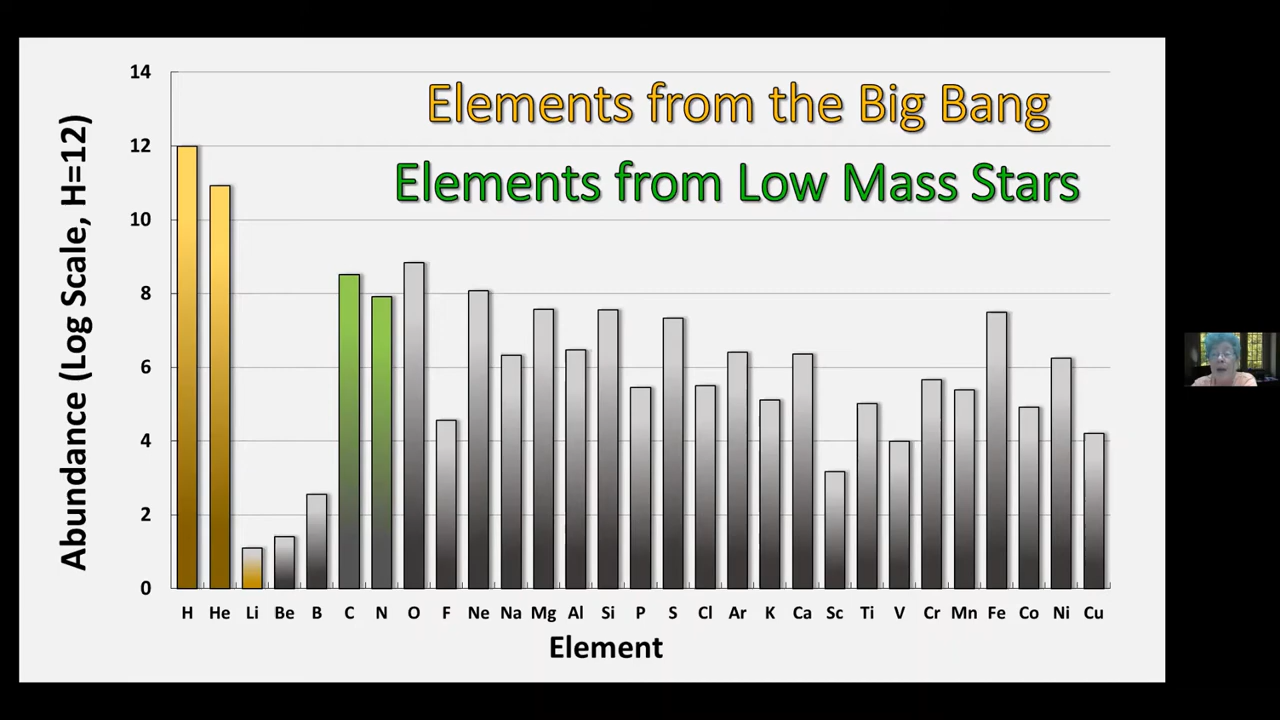 Elements from the Big Bang
Elements from Low Mass Stars
Abundance (Log Scale, H=12)
14
12
10
8
6
4
2
0
H He Li Be B C N O F Ne Na Mg Al Si P S Cl Ar K Ca Sc Ti V Cr Mn Fe Co Ni Cu
Element